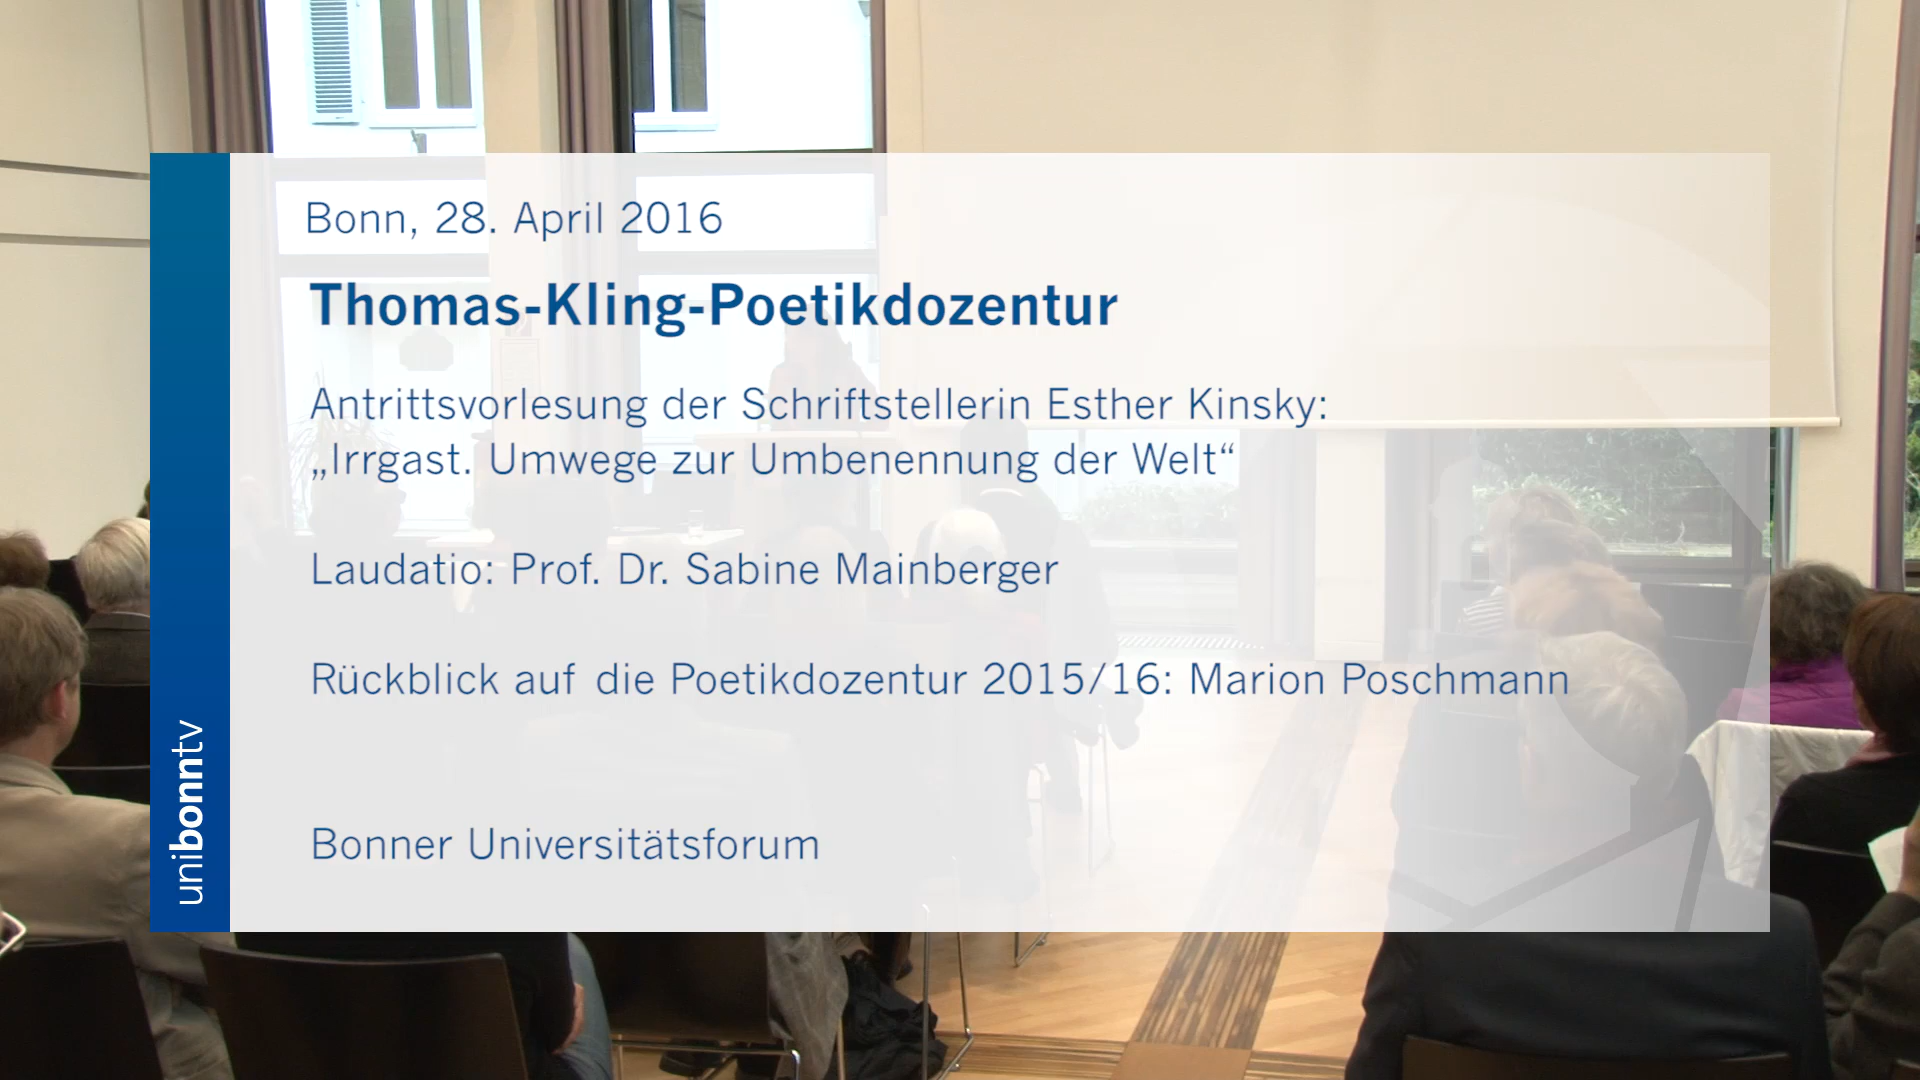 Bonn, 28. April 2016
Thomas-Kling-Poetikdozentur
Antrittsvorlesung der Schriftstellerin Esther Kinsky:
„Irrgast. Umwege zur Umbenennung der Welt“
Laudatio: Prof. Dr. Sabine Mainberger
Rückblick auf die Poetikdozentur 2015/16: Marion Poschmann
Bonner Universitätsforum
unibonntv